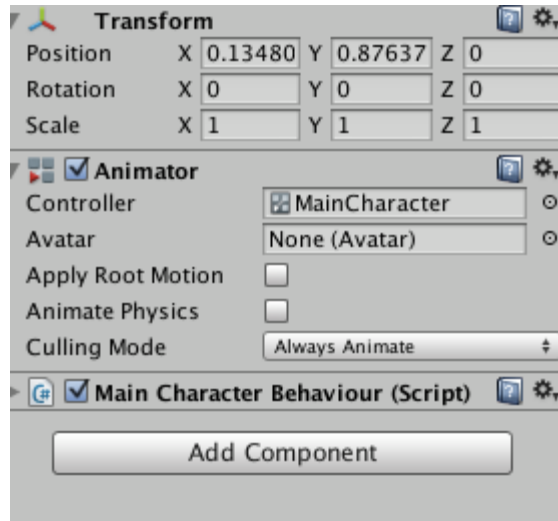 Transform
Position X 0.13480 Y 0.87637 Z 0
Rotation X 0 Y 0 Z 0
Scale X 1 Y 1 Z 1
Animator
Controller MainCharacter
Avatar None (Avatar)
Apply Root Motion
Animate Physics
Culling Mode Always Animate
Main Character Behaviour (Script)
Add Component